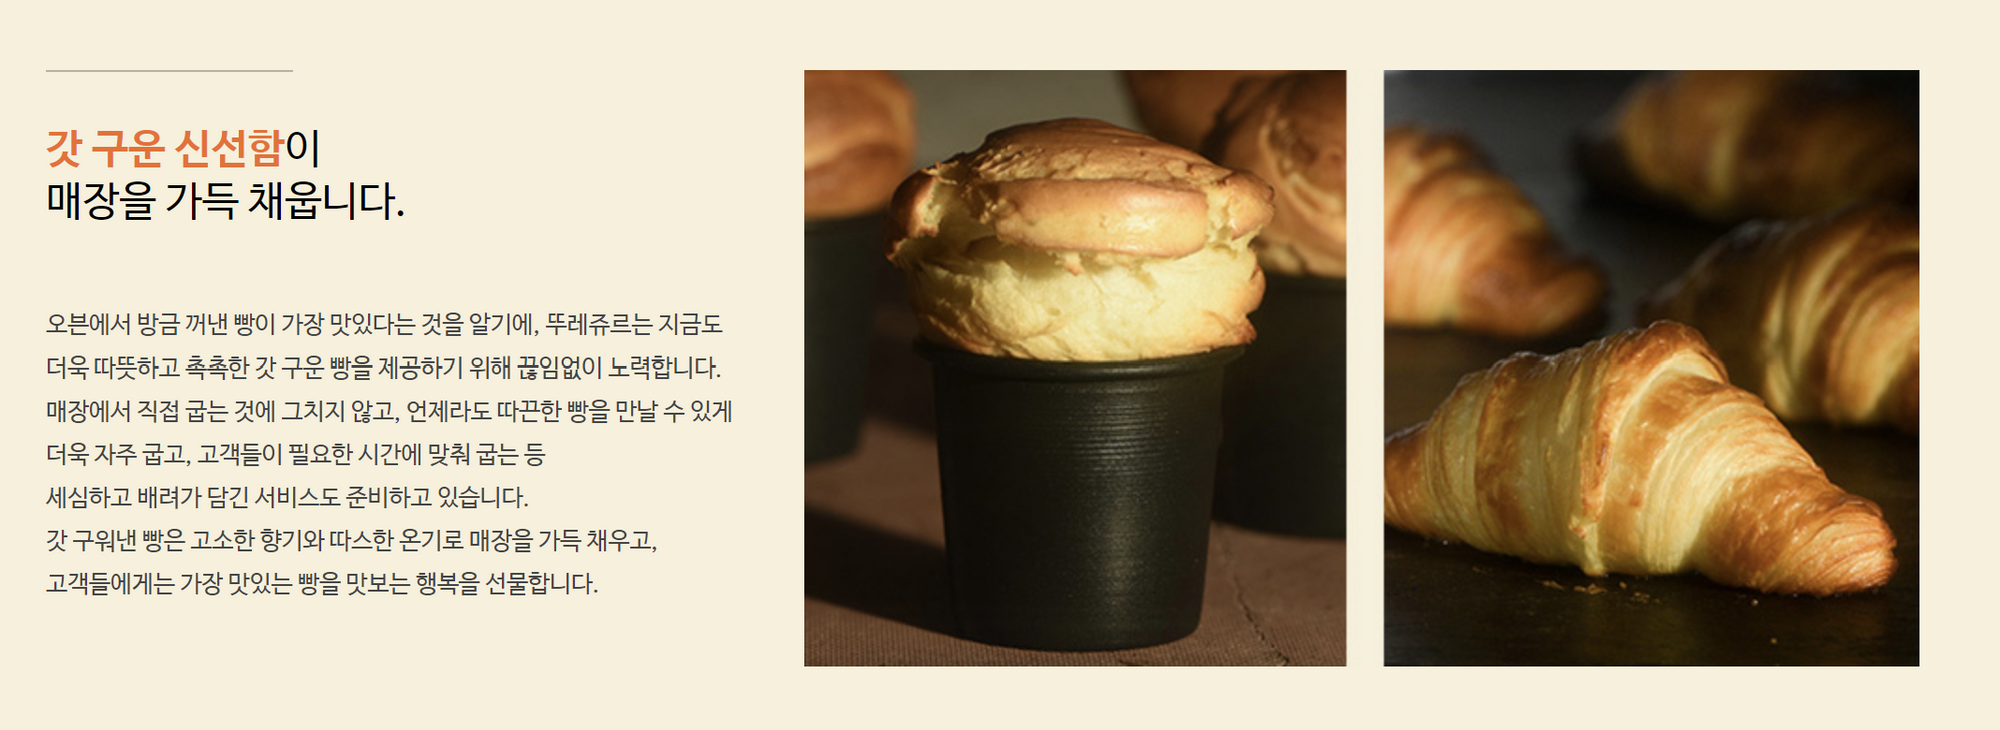 갓 구운 신선함이
매장을 가득 채웁니다.
오븐에서 방금 꺼낸 빵이 가장 맛있다는 것을 알기에, 뚜레쥬르는 지금도
더욱 따뜻하고 촉촉한 갓 구운 빵을 제공하기 위해 끊임없이 노력합니다.
매장에서 직접 굽는 것에 그치지 않고, 언제라도 따끈한 빵을 만날 수 있게
더욱 자주 굽고, 고객들이 필요한 시간에 맞춰 굽는 등
세심하고 배려가 담긴 서비스도 준비하고 있습니다.
갓 구워낸 빵은 고소한 향기와 따스한 온기로 매장을 가득 채우고,
고객들에게는 가장 맛있는 빵을 맛보는 행복을 선물합니다.